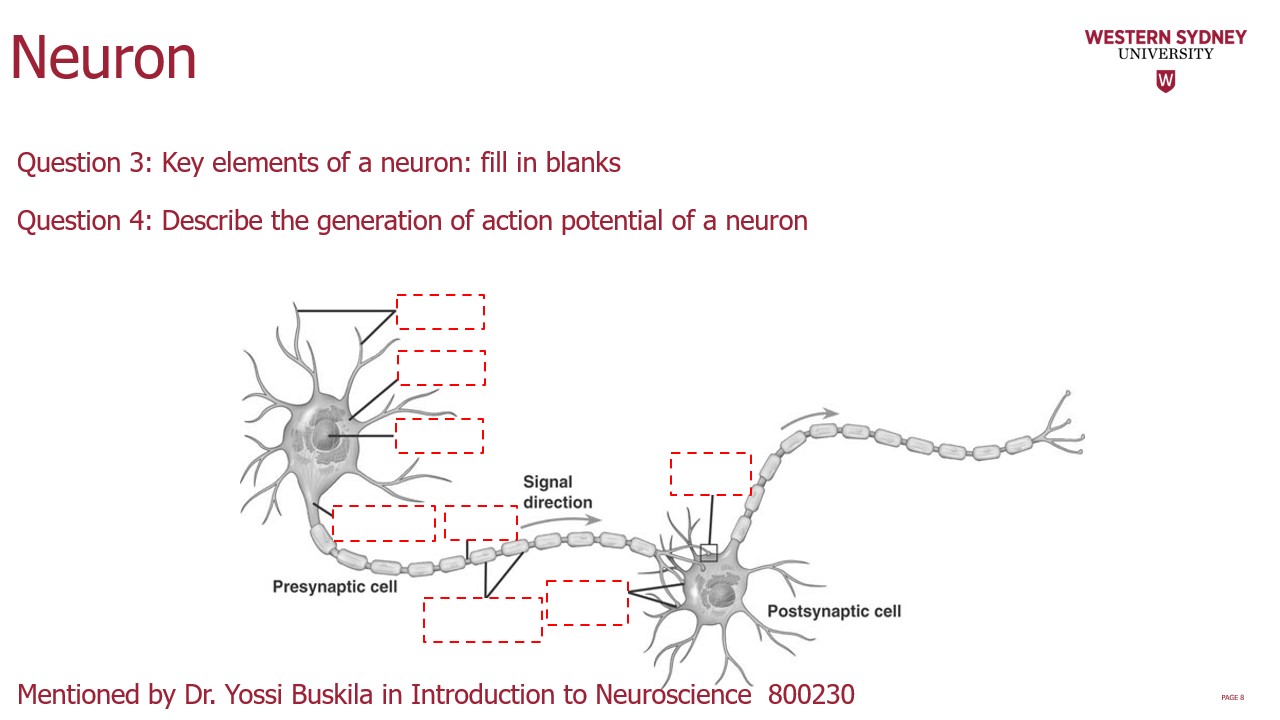 Neuron
WESTERN SYDNEY
UNIVERSITY
W
Question 3: Key elements of a neuron: fill in blanks
Question 4: Describe the generation of action potential of a neuron
Signal
direction
Presynaptic cell
Postsynaptic cell
Mentioned by Dr. Yossi Buskila in Introduction to Neuroscience  800230
PAGE 8